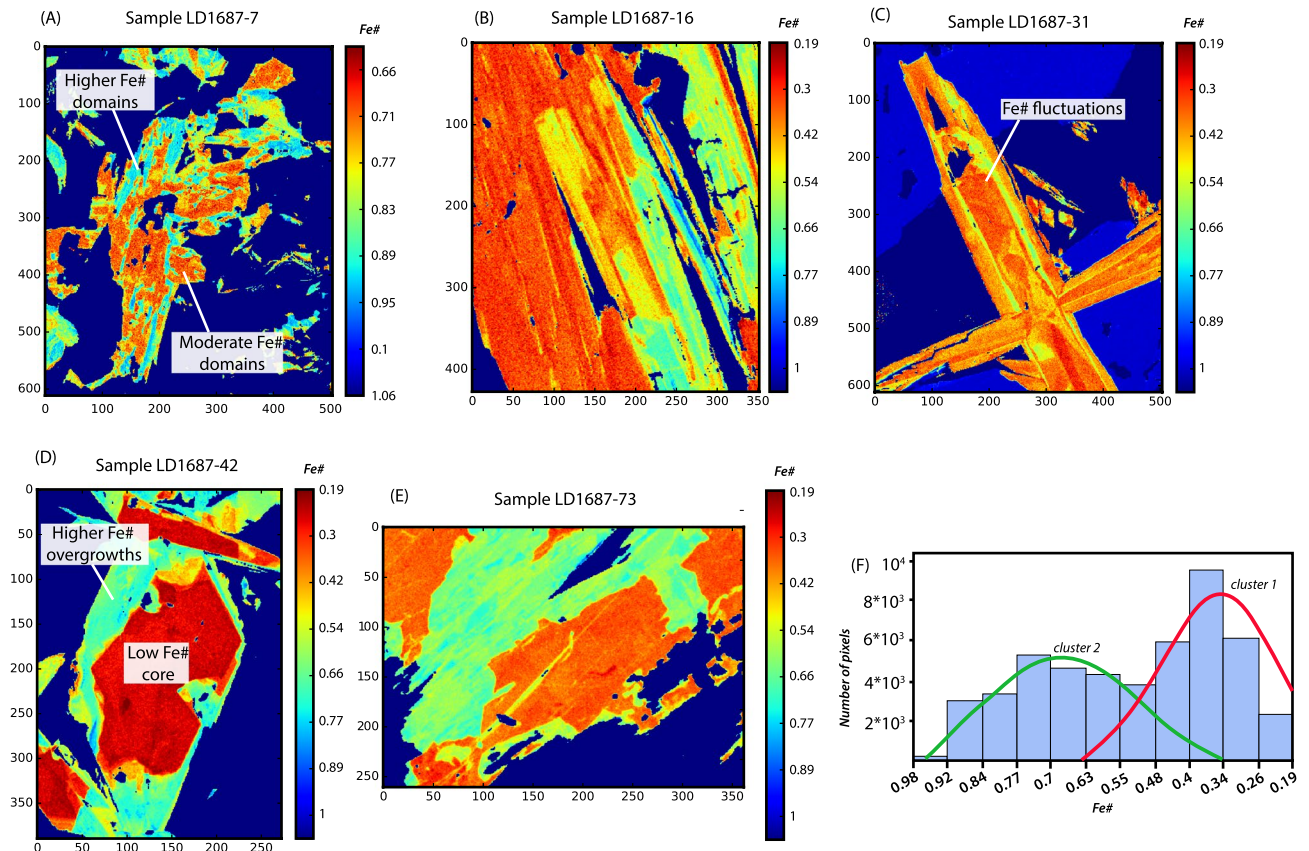 (A)
Sample LD1687-7
Fe#
Higher Fe#
domains
Moderate Fe#
domains
0
100
200
300
400
500
600
0 100 200 300 400 500
0.66
0.71
0.77
0.83
0.89
0.95
0.1
1.06
(B)
Sample LD1687-16
Fe#
0
100
200
300
400
0 50 100 150 200 250 300 350
0.19
0.3
0.42
0.54
0.66
0.77
0.89
1
(C)
Sample LD1687-31
Fe#
Fe# fluctuations
0
100
200
300
400
500
600
0 100 200 300 400 500
0.19
0.3
0.42
0.54
0.66
0.77
0.89
1
(D)
Sample LD1687-42
Fe#
Higher Fe#
overgrowths
Low Fe#
core
0
50
100
150
200
250
300
350
0 50 100 150 200 250
0.19
0.3
0.42
0.54
0.66
0.77
0.89
1
(E)
Sample LD1687-73
Fe#
-
0
50
100
150
200
250
0 50 100 150 200 250 300 350
0.19
0.3
0.42
0.54
0.66
0.77
0.89
1
(F)
10⁴
8*10³
6*10³
4*10³
2*10³
Number of pixels
cluster 1
cluster 2
0.98 0.92 0.84 0.77 0.7 0.63 0.55 0.48 0.4 0.34 0.26 0.19
Fe#